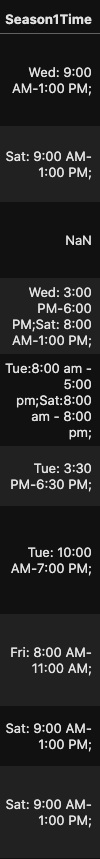 Season1Time
Wed: 9:00
AM-1:00 PM;
Sat: 9:00 AM-
1:00 PM;
NaN
Wed: 3:00
PM-6:00
PM;Sat: 8:00
AM-1:00 PM;
Tue:8:00 am -
5:00
pm;Sat:8:00
am - 8:00
pm;
Tue: 3:30
PM-6:30 PM;
Tue: 10:00
AM-7:00 PM;
Fri: 8:00 AM-
11:00 AM;
Sat: 9:00 AM-
1:00 PM;
Sat: 9:00 AM-
1:00 PM;